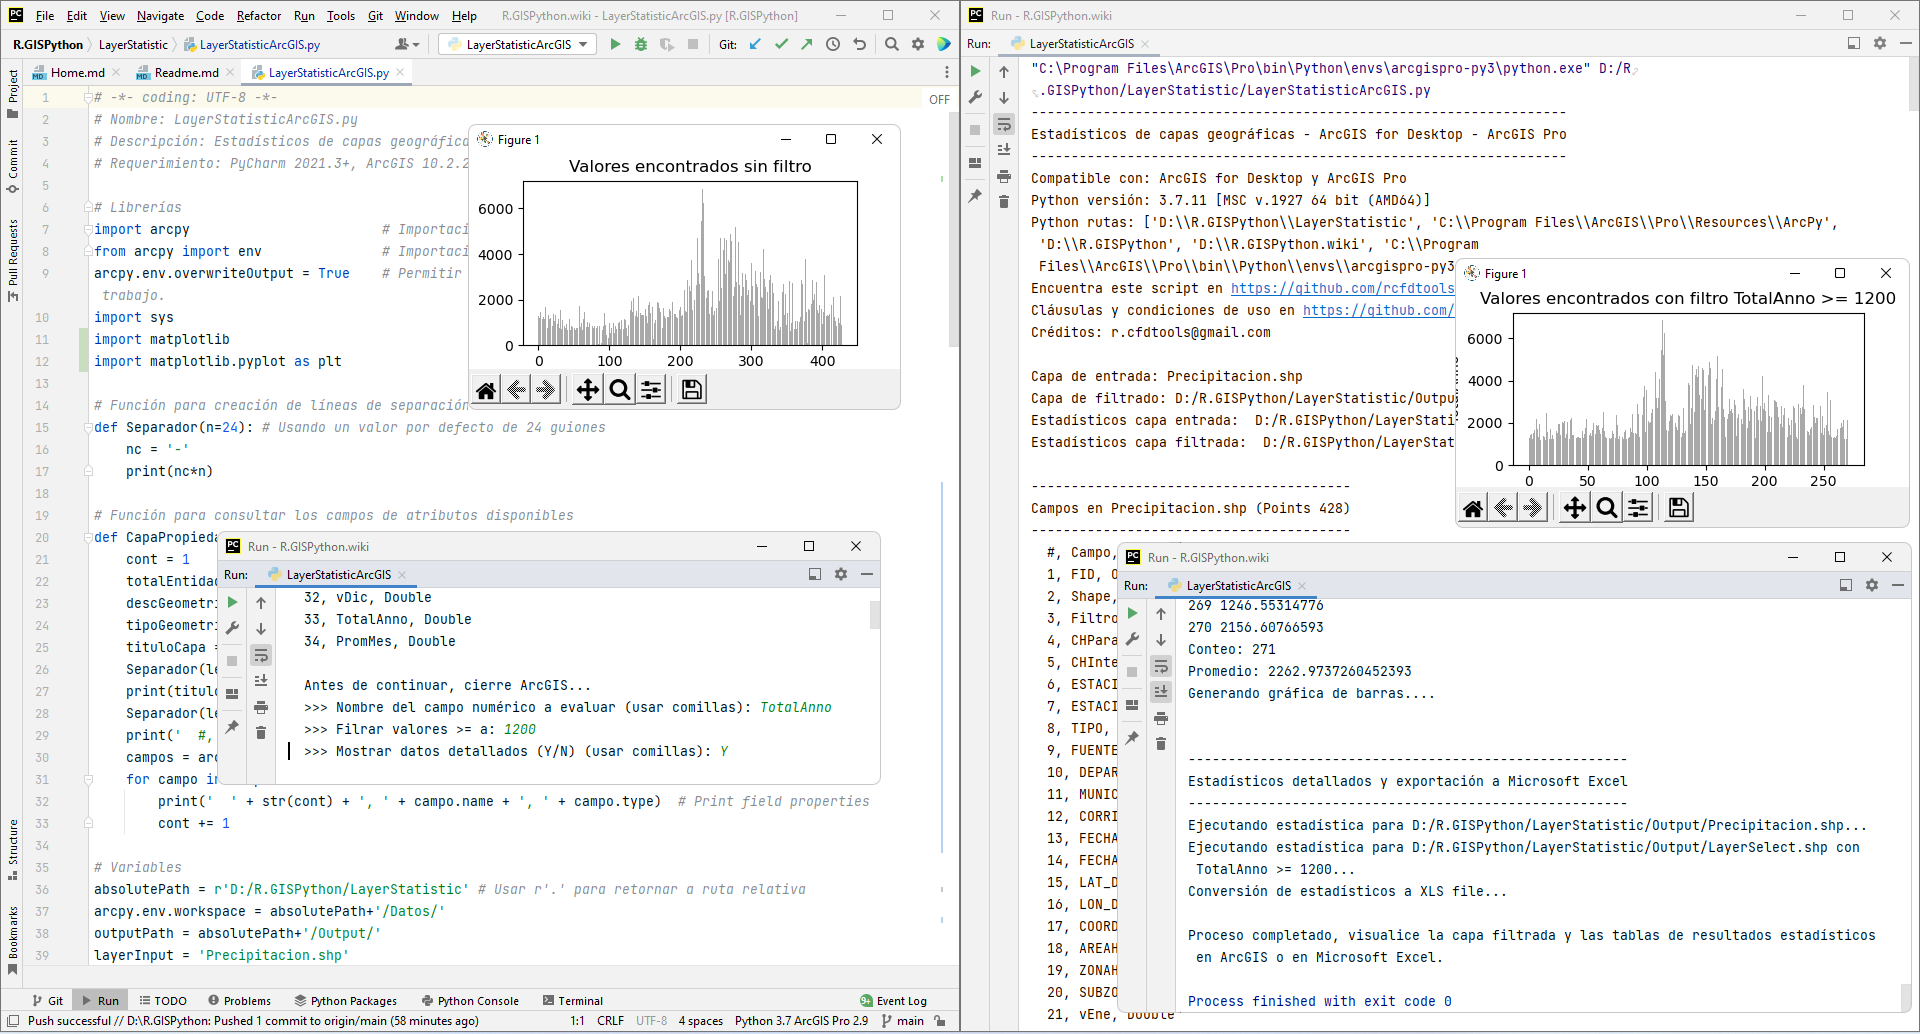 File Edit View Navigate Code Refactor Run Tools Git Window Help R.GISPython.wiki - LayerStatisticArcGIS.py [R.GISPython]
R.GISPython LayerStatistic LayerStatisticArcGIS.py LayerStatisticArcGIS Git:
Home.md Readme.md LayerStatisticArcGIS.py
Project
Commit
Pull Requests
Structure
Bookmarks
OFF
1 # -*- coding: UTF-8 -*-
2 # Nombre: LayerStatisticArcGIS.py
3 # Descripción: Estadísticos de capas geográfica
4 # Requerimiento: PyCharm 2021.3+, ArcGIS 10.2.2
5
6 # Librerías
7 import arcpy # Importaci
8 from arcpy import env # Importaci
9 arcpy.env.overwriteOutput = True # Permitir
trabajo.
10 import sys
11 import matplotlib
12 import matplotlib.pyplot as plt
13
14 # Función para creación de líneas de separación
15 def Separador(n=24): # Usando un valor por defecto de 24 guiones
16 nc = '-'
17 print(nc*n)
18
19 # Función para consultar los campos de atributos disponibles
20 def CapaPropieda
21 cont = 1
22 totalEntidad
23 descGeometri
24 tipoGeometri
25 tituloCapa =
26 Separador(le
27 print(titulo
28 Separador(le
29 print(' #,
30 campos = arc
31 for campo in
32 print('  ' + str(cont) + ', ' + campo.name + ', ' + campo.type) # Print field properties
33 cont += 1
34
35 # Variables
36 absolutePath = r'D:/R.GISPython/LayerStatistic' # Usar r'.' para retornar a ruta relativa
37 arcpy.env.workspace = absolutePath+'/Datos/'
38 outputPath = absolutePath+'/Output/'
39 layerInput = 'Precipitacion.shp'
Figure 1
Valores encontrados sin filtro
6000
4000
2000
0
0 100 200 300 400
Run - R.GISPython.wiki
Run: LayerStatisticArcGIS
32, vDic, Double
33, TotalAnno, Double
34, PromMes, Double
Antes de continuar, cierre ArcGIS...
>>> Nombre del campo numérico a evaluar (usar comillas): TotalAnno
>>> Filrar valores >= a: 1200
>>> Mostrar datos detallados (Y/N) (usar comillas): Y
Git Run TODO Problems Python Packages Python Console Terminal 9+ Event Log
Push successful // D:\R.GISPython: Pushed 1 commit to origin/main (58 minutes ago) 1:1 CRLF UTF-8 4 spaces Python 3.7 ArcGIS Pro 2.9 main
Run - R.GISPython.wiki
Run: LayerStatisticArcGIS
"C:\Program Files\ArcGIS\Pro\bin\Python\envs\arcgispro-py3\python.exe" D:/R
.GISPython/LayerStatistic/LayerStatisticArcGIS.py
-------------------------------------------------------------------
Estadísticos de capas geográficas - ArcGIS for Desktop - ArcGIS Pro
-------------------------------------------------------------------
Compatible con: ArcGIS for Desktop y ArcGIS Pro
Python versión: 3.7.11 [MSC v.1927 64 bit (AMD64)]
Python rutas: ['D:\\R.GISPython\\LayerStatistic', 'C:\\Program Files\\ArcGIS\\Pro\\Resources\\ArcPy',
'D:\\R.GISPython', 'D:\\R.GISPython.wiki', 'C:\\Program
Files\\ArcGIS\\Pro\\bin\\Python\\envs\\arcgispro-py3
Encuentra este script en https://github.com/rcfdtools
Cláusulas y condiciones de uso en https://github.com/
Créditos: r.cfdtools@gmail.com
Capa de entrada: Precipitacion.shp
Capa de filtrado: D:/R.GISPython/LayerStatistic/Outpu
Estadísticos capa entrada: D:/R.GISPython/LayerStati
Estadísticos capa filtrada: D:/R.GISPython/LayerStat
----------------------------------------
Campos en Precipitacion.shp (Points 428)
----------------------------------------
#, Campo,
1, FID, O
2, Shape,
3, Filtro
4, CHPara
5, CHInte
6, ESTACI
7, ESTACI
8, TIPO,
9, FUENTE
10, DEPAR
11, MUNIC
12, CORRI
13, FECHA
14, FECHA
15, LAT_D
16, LON_D
17, COORD
18, AREAH
19, ZONAH
20, SUBZO
21, vEne, Double
Figure 1
Valores encontrados con filtro TotalAnno >= 1200
6000
4000
2000
0
0 50 100 150 200 250
Run - R.GISPython.wiki
Run: LayerStatisticArcGIS
269 1246.55314776
270 2156.60766593
Conteo: 271
Promedio: 2262.9737260452393
Generando gráfica de barras....
-------------------------------------------------------
Estadísticos detallados y exportación a Microsoft Excel
-------------------------------------------------------
Ejecutando estadística para D:/R.GISPython/LayerStatistic/Output/Precipitacion.shp...
Ejecutando estadística para D:/R.GISPython/LayerStatistic/Output/LayerSelect.shp con
TotalAnno >= 1200...
Conversión de estadísticos a XLS file...
Proceso completado, visualice la capa filtrada y las tablas de resultados estadísticos
en ArcGIS o en Microsoft Excel.
Process finished with exit code 0